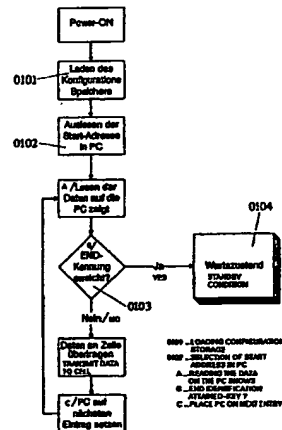 Power-ON
0101
Laden des
Konfigurations
Speichers
Auslesen der
Start-Adresse
in PC
0102
A /Lesen der
Daten auf die
PC zeigt
0104
END-
Kennung
erreicht?
Ja
YES
Wartezustand
STANDBY
CONDITION
0103
Nein/NO
Daten an Zelle
übertragen
TRANSMIT DATA
TO CELL
C/PC auf
nächsten
Eintrag setzen
0101 ... LOADING CONFIGURATION
STORAGE
0102 ... SELECTION OF START
ADDRESS IN PC
A ... READING THE DATA
ON THE PC SHOWS
B ... END IDENTIFICATION
ATTAINED-KEY ?
C ... PLACE PC ON NEXT ENTRY